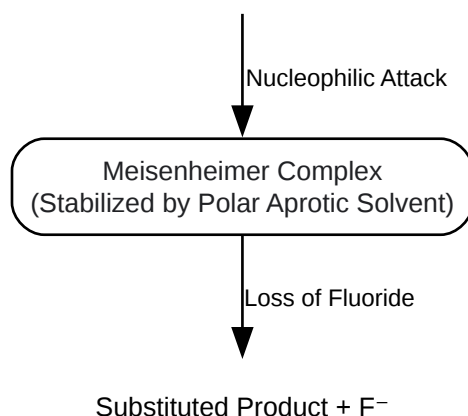 Nucleophilic Attack
Meisenheimer Complex
(Stabilized by Polar Aprotic Solvent)
Loss of Fluoride
Substituted Product + F⁻